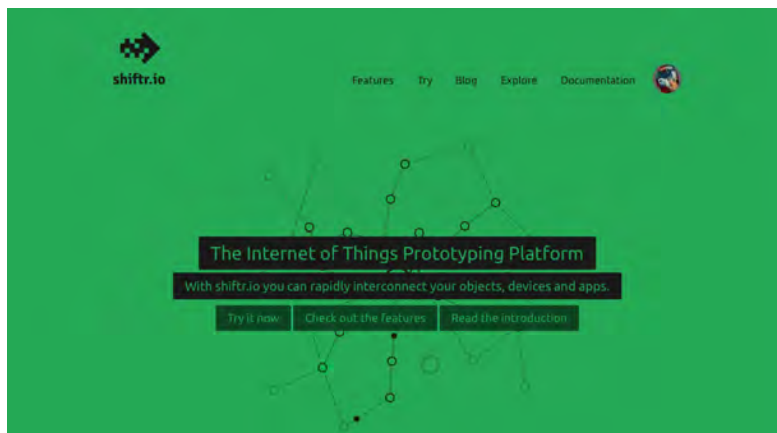 shiftr.io
Features Try Blog Explore Documentation
The Internet of Things Prototyping Platform
With shiftr.io you can rapidly interconnect your objects, devices and apps.
Try it now Check out the features Read the introduction